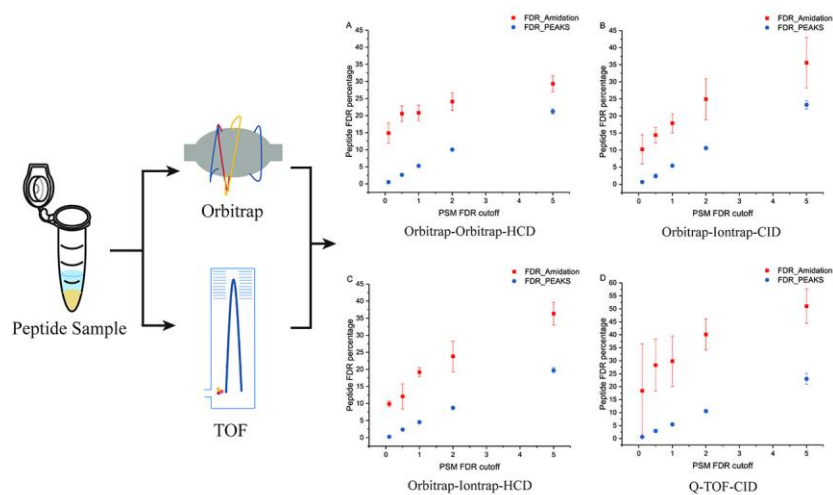 Peptide Sample
Orbitrap
TOF
A
FDR_Amidation
FDR_PEAKS
Peptide FDR percentage
45
40
35
30
25
20
15
10
5
0
0 1 2 3 4 5
PSM FDR cutoff
Orbitrap-Orbitrap-HCD
B
FDR_Amidation
FDR_PEAKS
Peptide FDR percentage
45
40
35
30
25
20
15
10
5
0
0 1 2 3 4 5
PSM FDR cutoff
Orbitrap-Iontrap-CID
C
FDR_Amidation
FDR_PEAKS
Peptide FDR percentage
45
40
35
30
25
20
15
10
5
0
0 1 2 3 4 5
PSM FDR cutoff
Orbitrap-Iontrap-HCD
D
FDR_Amidation
FDR_PEAKS
Peptide FDR percentage
60
55
50
45
40
35
30
25
20
15
10
5
0
0 1 2 3 4 5
PSM FDR cutoff
Q-TOF-CID